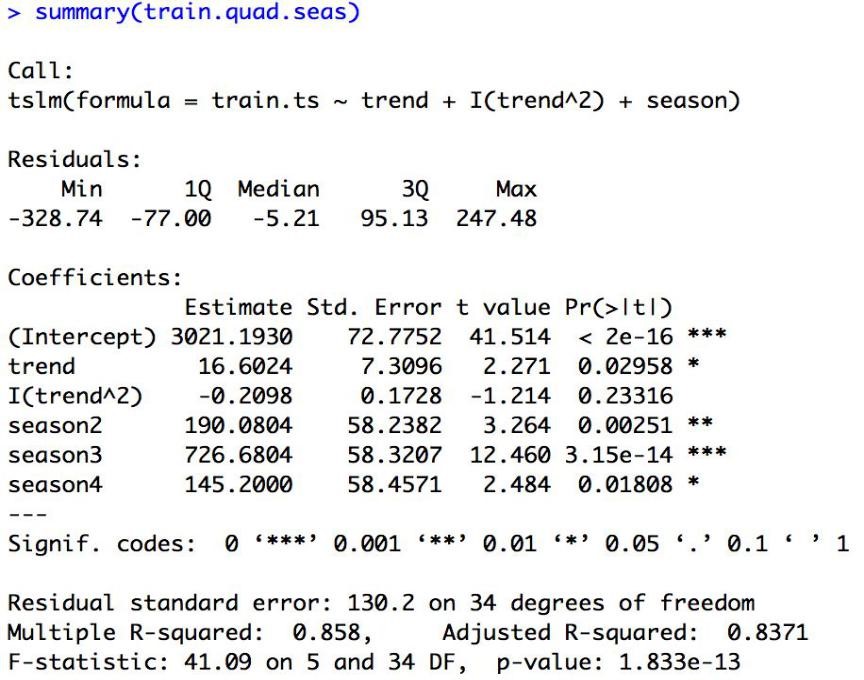 > summary(train.quad.seas)
Call:
tslm(formula = train.ts ~ trend + I(trend^2) + season)
Residuals:
    Min      1Q  Median      3Q     Max
-328.74  -77.00   -5.21   95.13  247.48
Coefficients:
             Estimate Std. Error t value Pr(>|t|)
(Intercept) 3021.1930    72.7752  41.514  < 2e-16 ***
trend         16.6024     7.3096   2.271  0.02958 *
I(trend^2)    -0.2098     0.1728  -1.214  0.23316
season2      190.0804    58.2382   3.264  0.00251 **
season3      726.6804    58.3207  12.460 3.15e-14 ***
season4      145.2000    58.4571   2.484  0.01808 *
---
Signif. codes:  0 ‘***’ 0.001 ‘**’ 0.01 ‘*’ 0.05 ‘.’ 0.1 ‘ ’ 1
Residual standard error: 130.2 on 34 degrees of freedom
Multiple R-squared:  0.858,     Adjusted R-squared:  0.8371
F-statistic: 41.09 on 5 and 34 DF,  p-value: 1.833e-13